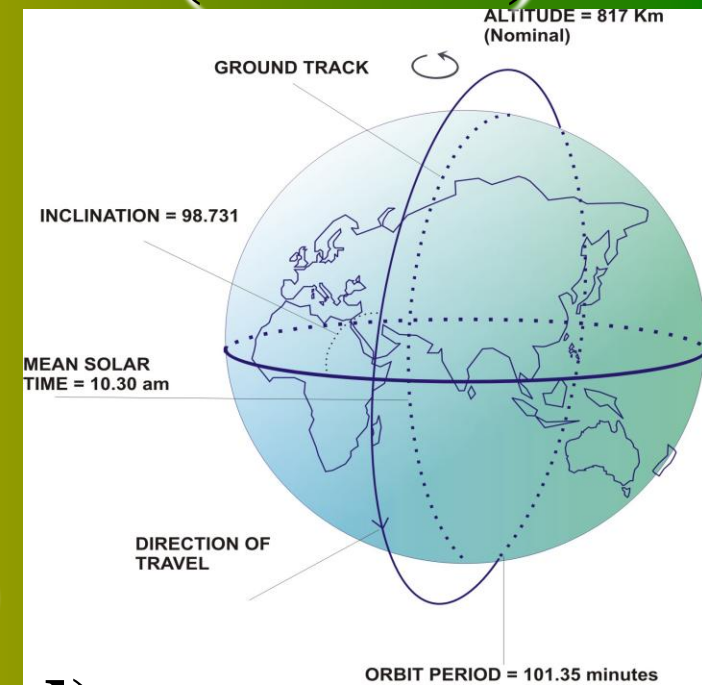 ALTITUDE = 817 Km
(Nominal)
GROUND TRACK
INCLINATION = 98.731
MEAN SOLAR
TIME = 10.30 am
DIRECTION OF
TRAVEL
ORBIT PERIOD = 101.35 minutes